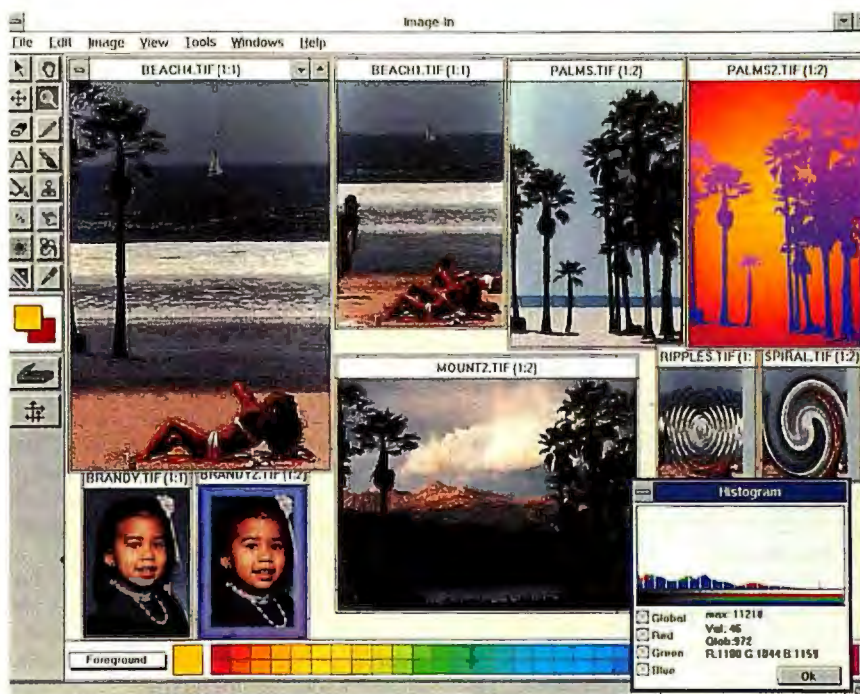 Image-In
File Edit Image View Tools Windows Help
BEACH4.TIF (1:1)
BEACH1.TIF (1:1)
PALMS.TIF (1:2)
PALMS2.TIF (1:2)
A
MOUNT2.TIF (1:2)
RIPPLES.TIF (1:
SPIRAL.TIF (1:2)
BRANDY.TIF (1:1)
BRANDY2.TIF (1:2)
Histogram
Global
Red
Green
Blue
max: 11210
Val: 46
Glob:972
R:1180 G:1044 B:1159
Ok
Foreground